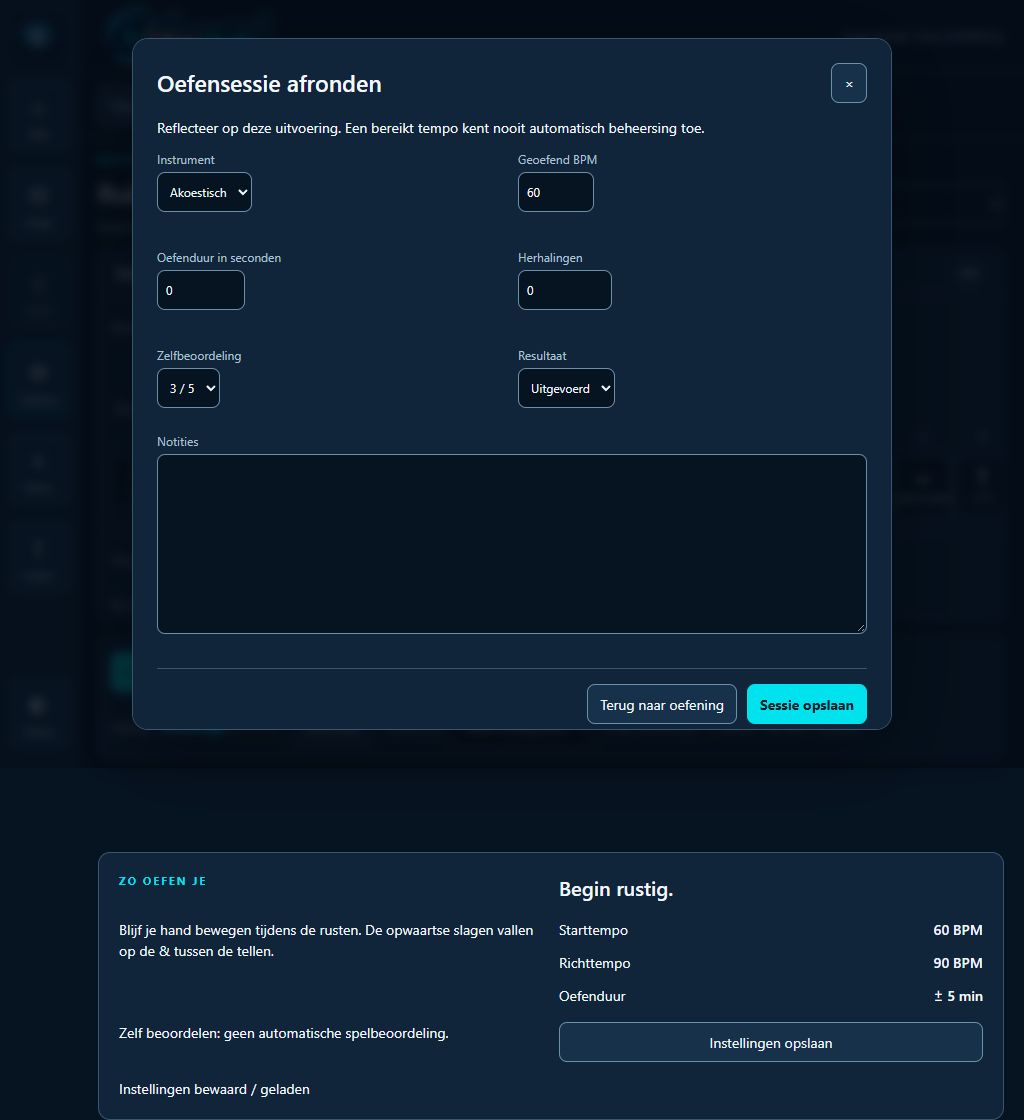 Oefensessie afronden
×
Reflecteer op deze uitvoering. Een bereikt tempo kent nooit automatisch beheersing toe.
Instrument
Geoefend BPM
Akoestisch
60
Oefenduur in seconden
Herhalingen
0
0
Zelfbeoordeling
Resultaat
3 / 5
Uitgevoerd
Notities
Terug naar oefening
Sessie opslaan
ZO OEFEN JE
Blijf je hand bewegen tijdens de rusten. De opwaartse slagen vallen
op de & tussen de tellen.
Zelf beoordelen: geen automatische spelbeoordeling.
Instellingen bewaard / geladen
Begin rustig.
Starttempo 60 BPM
Richttempo 90 BPM
Oefenduur ± 5 min
Instellingen opslaan